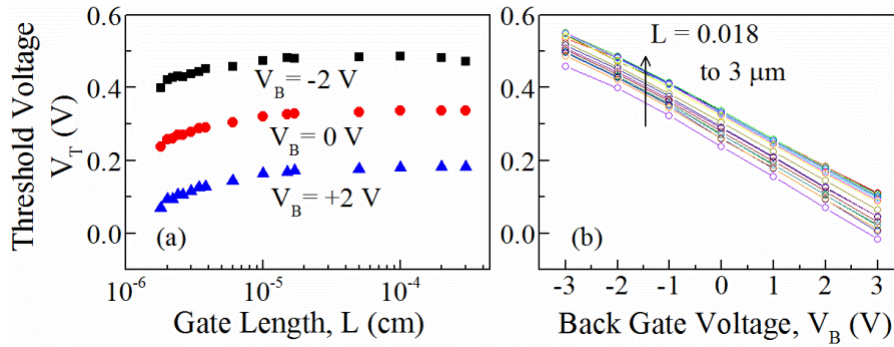 Threshold Voltage
V_T (V)
0.6
0.4
0.2
0.0
V_B = -2 V
V_B = 0 V
V_B = +2 V
(a)
10^-6
10^-5
10^-4
Gate Length, L (cm)
0.6
0.4
0.2
0.0
L = 0.018
to 3 μm
(b)
-3 -2 -1 0 1 2 3
Back Gate Voltage, V_B (V)